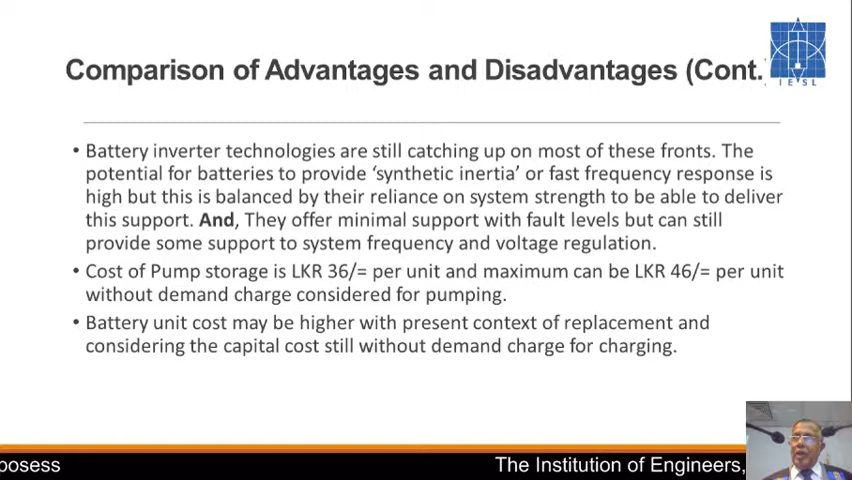 Comparison of Advantages and Disadvantages (Cont.
IESL
• Battery inverter technologies are still catching up on most of these fronts. The
potential for batteries to provide ‘synthetic inertia’ or fast frequency response is
high but this is balanced by their reliance on system strength to be able to deliver
this support. And, They offer minimal support with fault levels but can still
provide some support to system frequency and voltage regulation.
• Cost of Pump storage is LKR 36/= per unit and maximum can be LKR 46/= per unit
without demand charge considered for pumping.
• Battery unit cost may be higher with present context of replacement and
considering the capital cost still without demand charge for charging.
posess The Institution of Engineers,